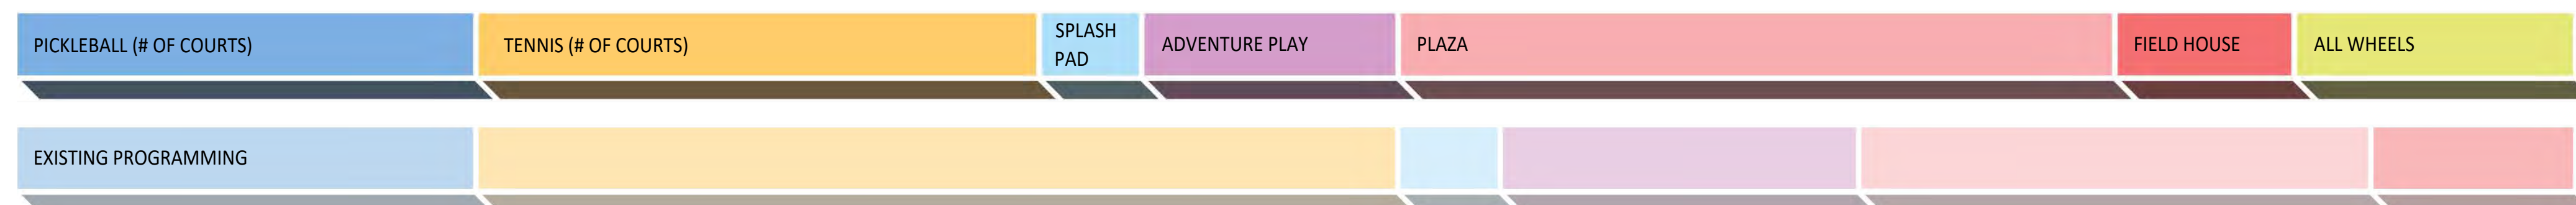 PICKLEBALL (# OF COURTS)
TENNIS (# OF COURTS)
SPLASH
PAD
ADVENTURE PLAY
PLAZA
FIELD HOUSE
ALL WHEELS
EXISTING PROGRAMMING